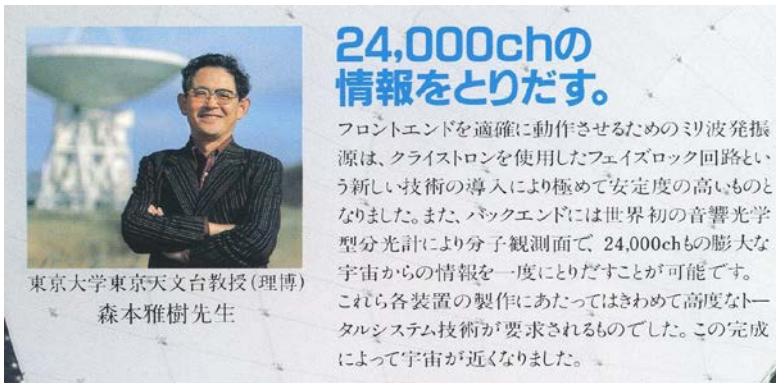 24,000chの
情報をとりだす。
フロントエンドを適確に動作させるためのミリ波発振
源は、クライストロンを使用したフェイズロック回路とい
う新しい技術の導入により極めて安定度の高いものと
なりました。また、バックエンドには世界初の音響光学
型分光計により分子観測面で、24,000chもの膨大な
宇宙からの情報を一度にとりだすことが可能です。
これら各装置の製作にあたってはきわめて高度なトー
タルシステム技術が要求されるものでした。この完成
によって宇宙が近くなりました。
東京大学東京天文台教授(理博)
森本雅樹先生